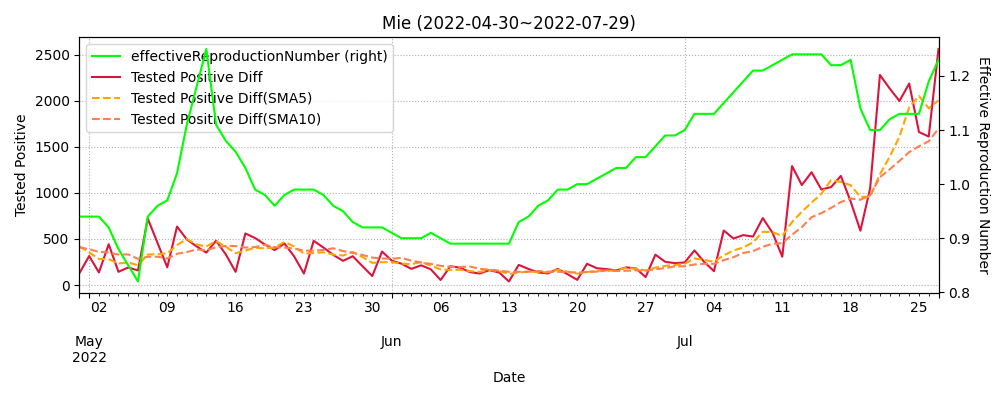 Mie (2022-04-30~2022-07-29)
effectiveReproductionNumber (right)
Tested Positive Diff
Tested Positive Diff(SMA5)
Tested Positive Diff(SMA10)
Tested Positive
2500
2000
1500
1000
500
0
Effective Reproduction Number
1.2
1.1
1.0
0.9
0.8
02 09 16 23 30 06 13 20 27 04 11 18 25
May Jun Jul
2022
Date